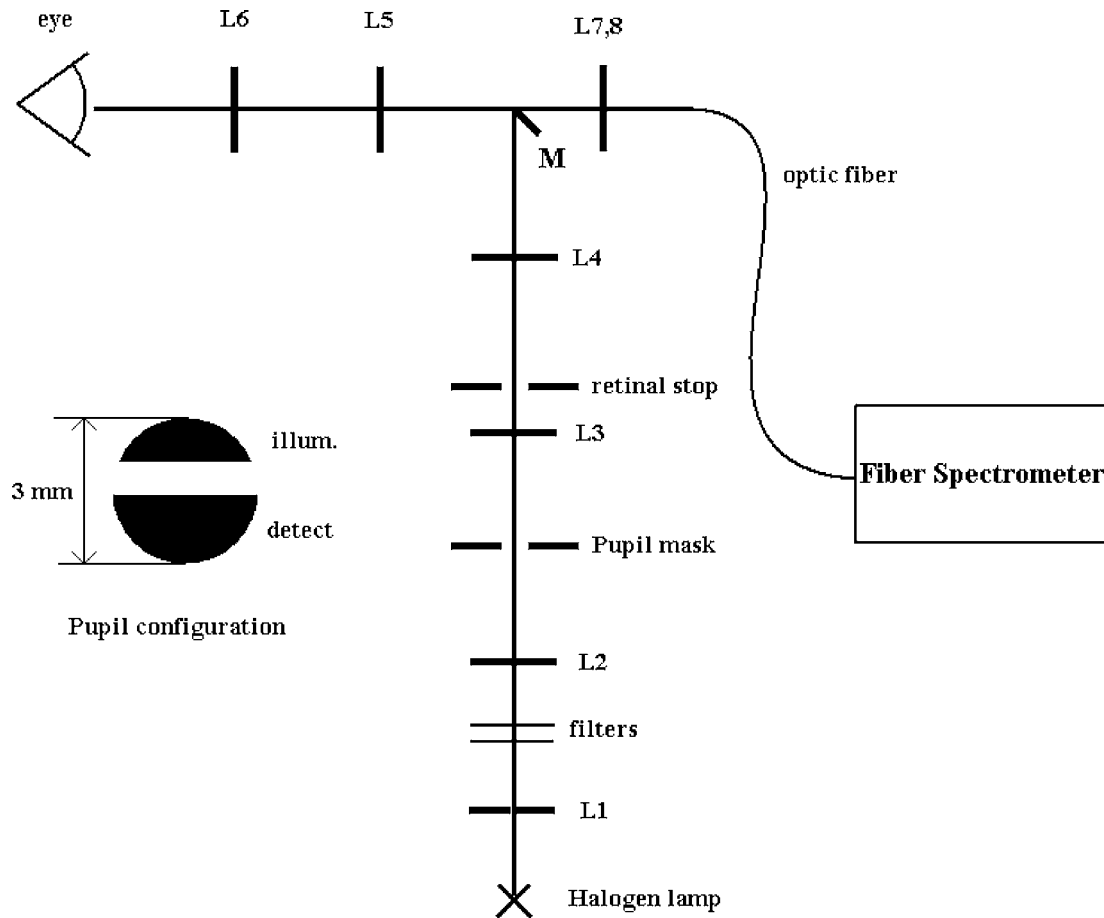 eye
L6
L5
L7,8
M
optic fiber
L4
retinal stop
L3
illum.
3 mm
Fiber Spectrometer
detect
Pupil mask
Pupil configuration
L2
filters
L1
Halogen lamp